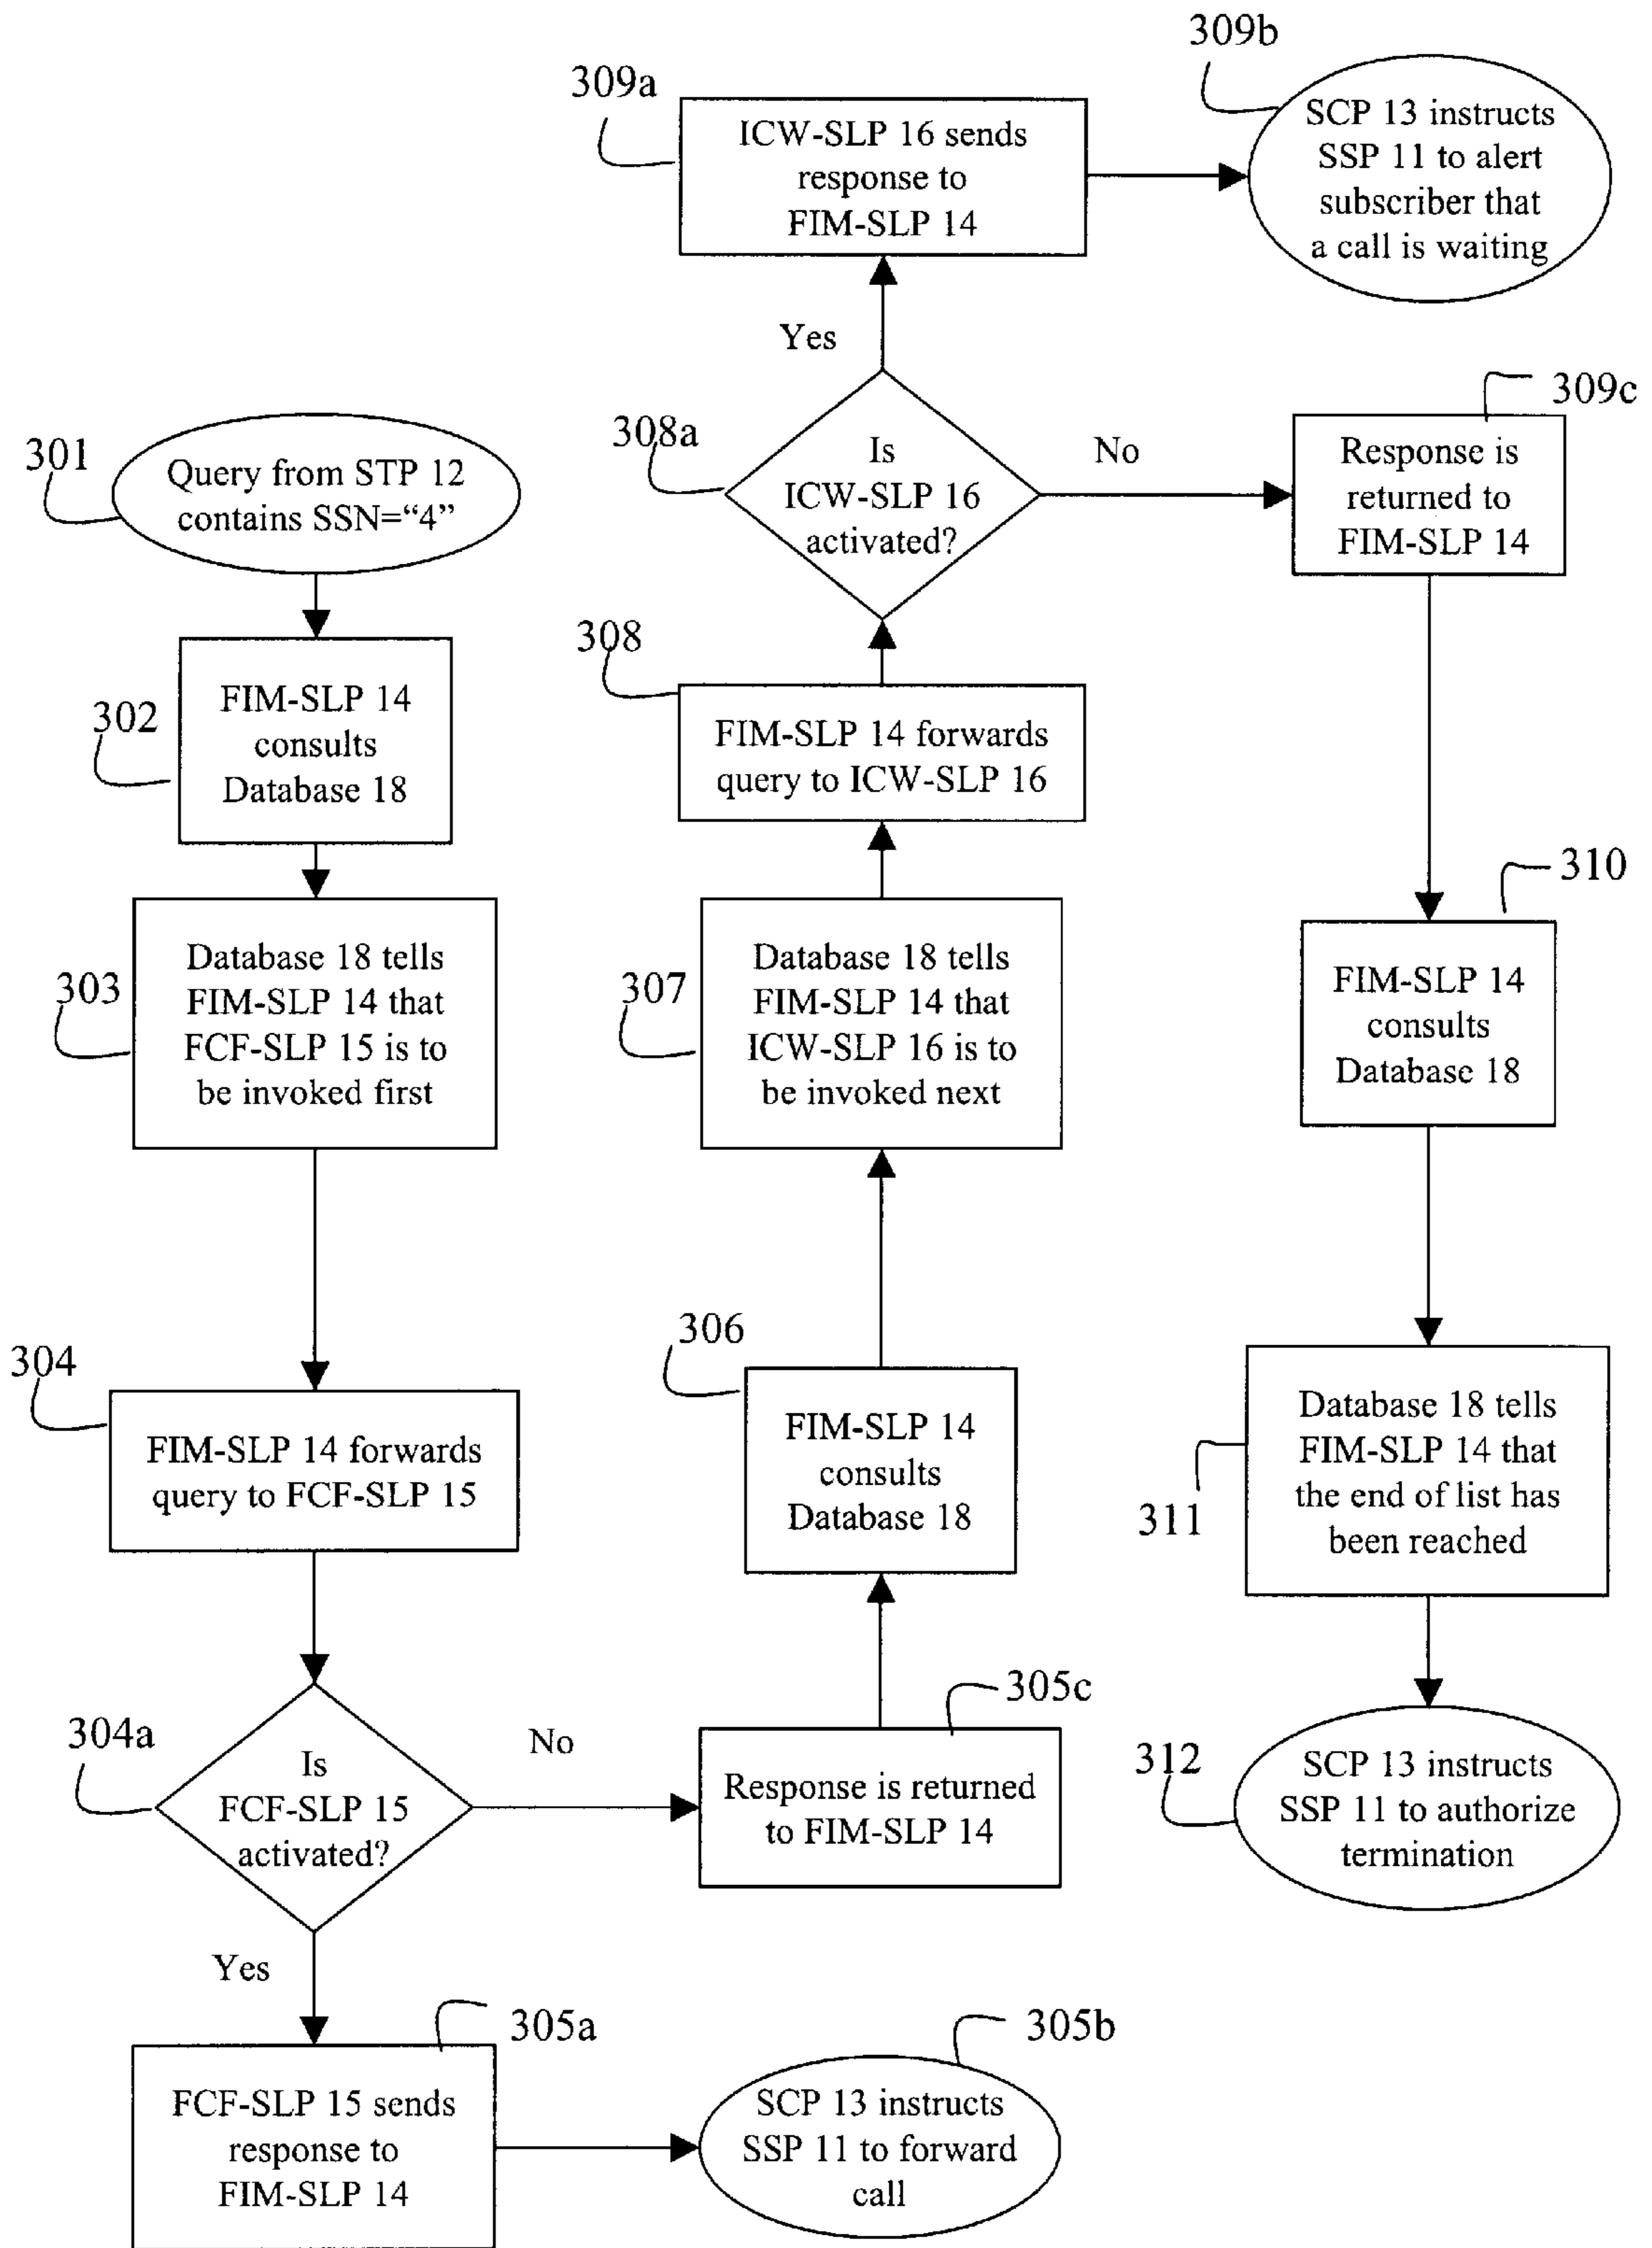 309b
309a
ICW-SLP 16 sends
response to
FIM-SLP 14
SCP 13 instructs
SSP 11 to alert
subscriber that
a call is waiting
Yes
309c
308a
Is
ICW-SLP 16
activated?
No
Response is
returned to
FIM-SLP 14
301
Query from STP 12
contains SSN=“4”
308
302
FIM-SLP 14
consults
Database 18
FIM-SLP 14 forwards
query to ICW-SLP 16
310
303
Database 18 tells
FIM-SLP 14 that
FCF-SLP 15 is to
be invoked first
307
Database 18 tells
FIM-SLP 14 that
ICW-SLP 16 is to
be invoked next
FIM-SLP 14
consults
Database 18
304
FIM-SLP 14 forwards
query to FCF-SLP 15
306
FIM-SLP 14
consults
Database 18
311
Database 18 tells
FIM-SLP 14 that
the end of list has
been reached
304a
Is
FCF-SLP 15
activated?
No
305c
Response is returned
to FIM-SLP 14
312
SCP 13 instructs
SSP 11 to authorize
termination
Yes
305a
FCF-SLP 15 sends
response to
FIM-SLP 14
305b
SCP 13 instructs
SSP 11 to forward
call